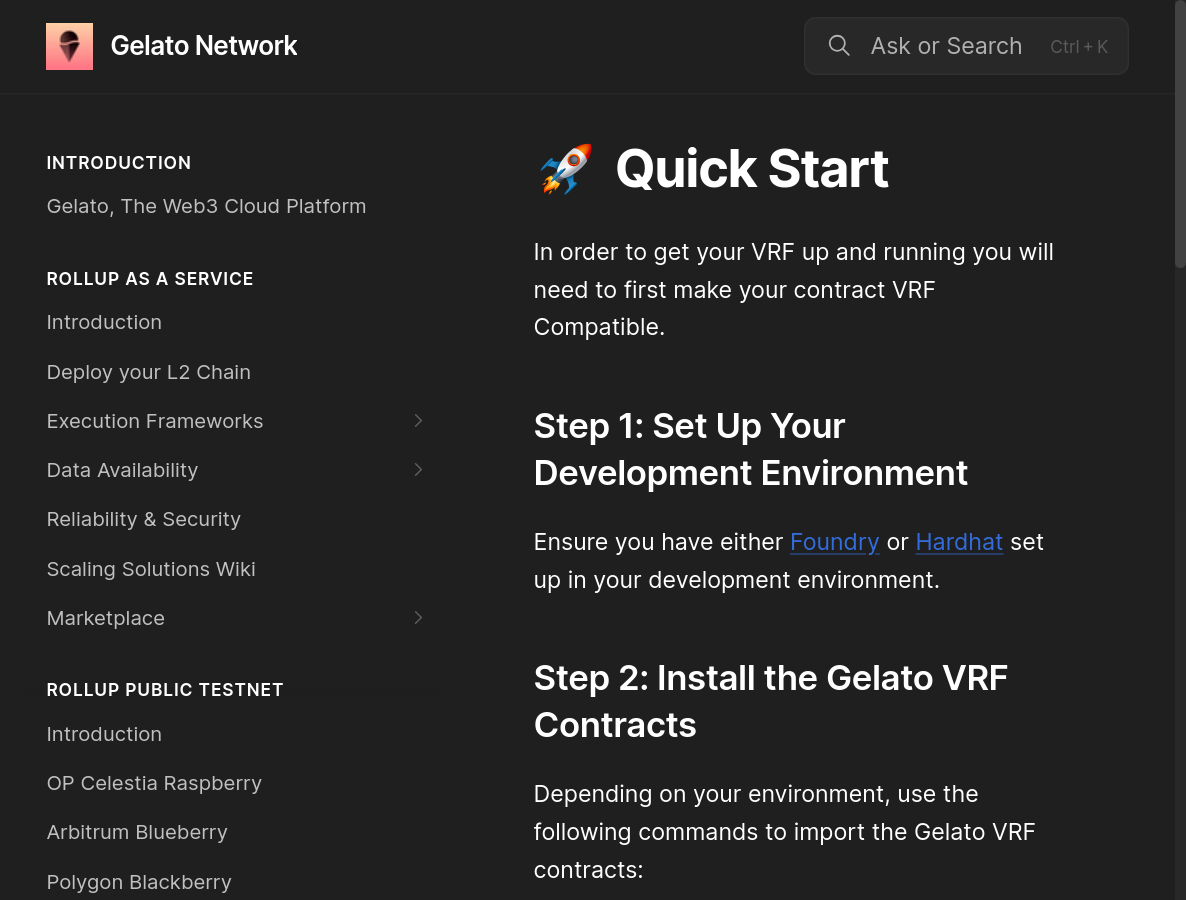 Gelato Network
Ask or Search Ctrl + K
INTRODUCTION
Gelato, The Web3 Cloud Platform
ROLLUP AS A SERVICE
Introduction
Deploy your L2 Chain
Execution Frameworks
Data Availability
Reliability & Security
Scaling Solutions Wiki
Marketplace
ROLLUP PUBLIC TESTNET
Introduction
OP Celestia Raspberry
Arbitrum Blueberry
Polygon Blackberry
🚀 Quick Start
In order to get your VRF up and running you will
need to first make your contract VRF
Compatible.
Step 1: Set Up Your
Development Environment
Ensure you have either Foundry or Hardhat set
up in your development environment.
Step 2: Install the Gelato VRF
Contracts
Depending on your environment, use the
following commands to import the Gelato VRF
contracts: